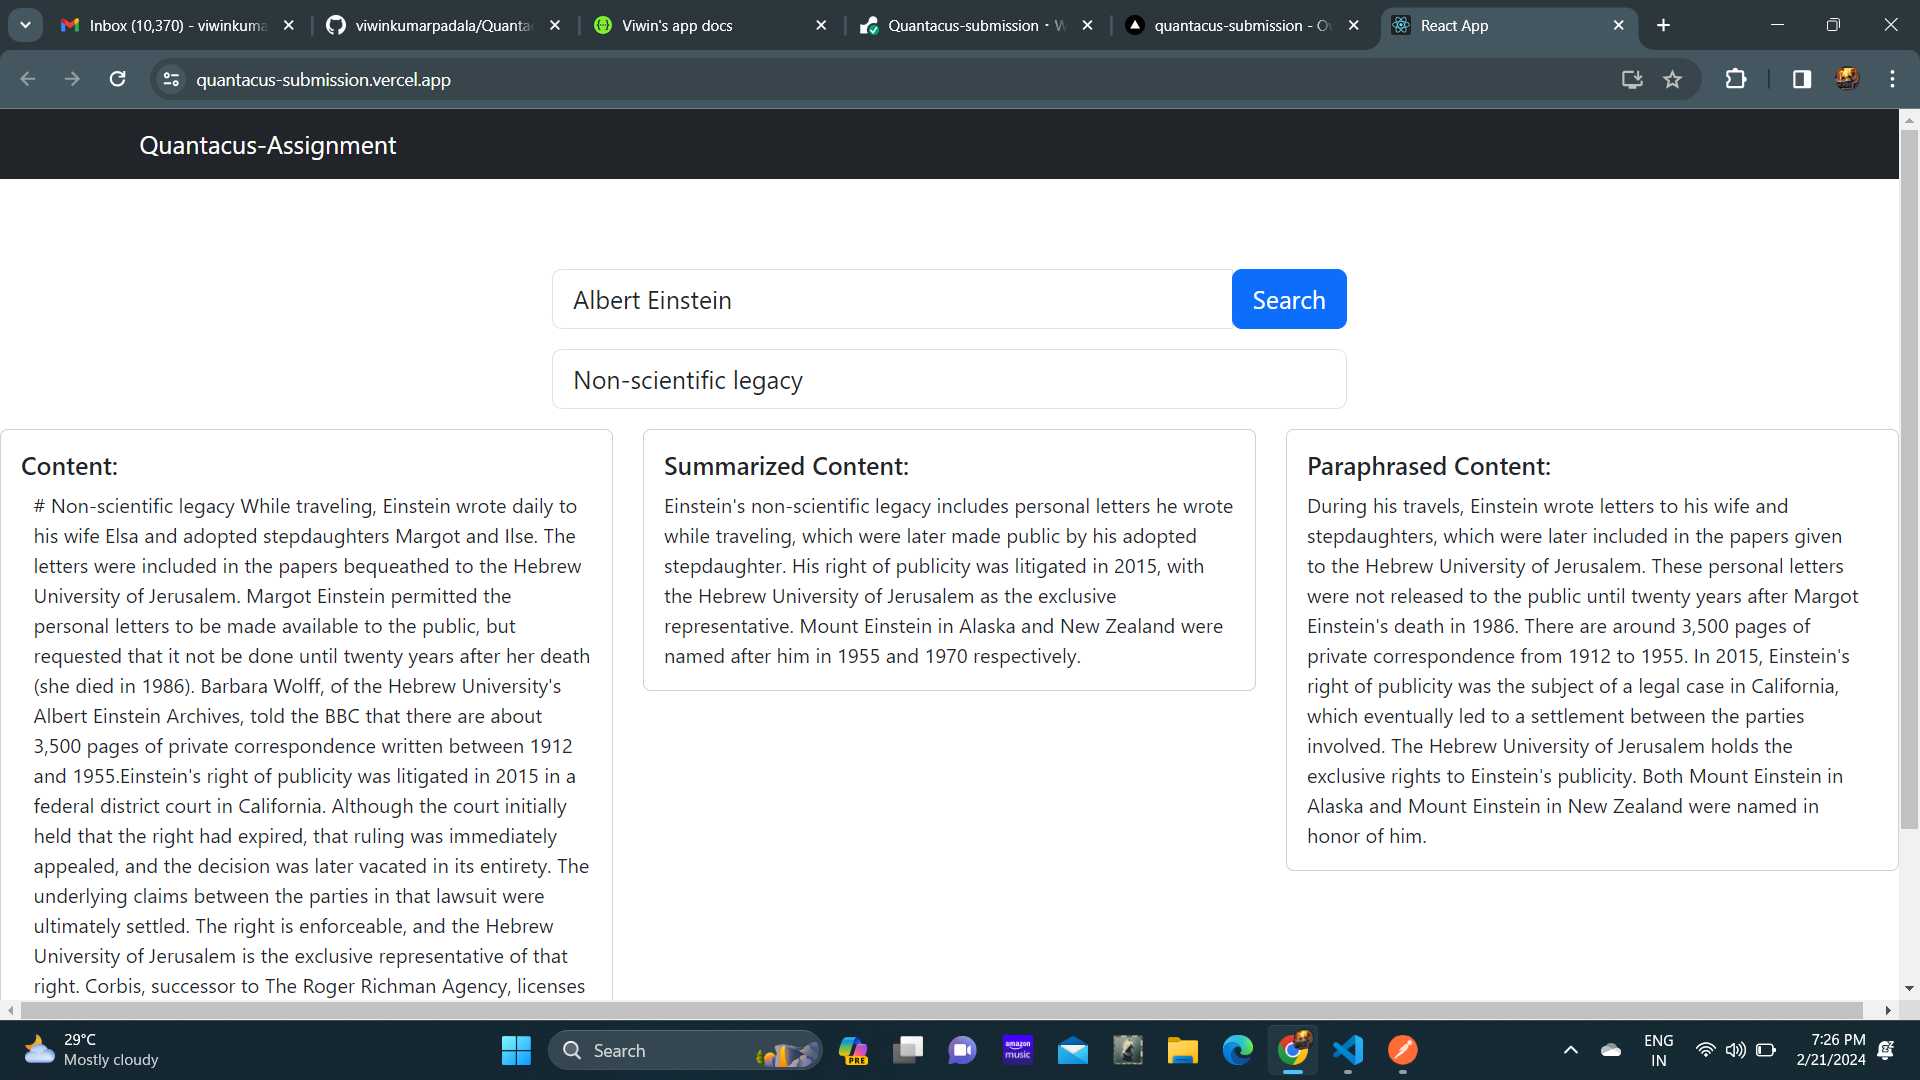 Inbox (10,370) - viwinkuma
viwinkumarpadala/Quanta
Viwin's app docs
Quantacus-submission · W
quantacus-submission - Ov
React App
quantacus-submission.vercel.app
Quantacus-Assignment
Albert Einstein
Search
Non-scientific legacy
Content:
# Non-scientific legacy While traveling, Einstein wrote daily to
his wife Elsa and adopted stepdaughters Margot and Ilse. The
letters were included in the papers bequeathed to the Hebrew
University of Jerusalem. Margot Einstein permitted the
personal letters to be made available to the public, but
requested that it not be done until twenty years after her death
(she died in 1986). Barbara Wolff, of the Hebrew University's
Albert Einstein Archives, told the BBC that there are about
3,500 pages of private correspondence written between 1912
and 1955.Einstein's right of publicity was litigated in 2015 in a
federal district court in California. Although the court initially
held that the right had expired, that ruling was immediately
appealed, and the decision was later vacated in its entirety. The
underlying claims between the parties in that lawsuit were
ultimately settled. The right is enforceable, and the Hebrew
University of Jerusalem is the exclusive representative of that
right. Corbis, successor to The Roger Richman Agency, licenses
Summarized Content:
Einstein's non-scientific legacy includes personal letters he wrote
while traveling, which were later made public by his adopted
stepdaughter. His right of publicity was litigated in 2015, with
the Hebrew University of Jerusalem as the exclusive
representative. Mount Einstein in Alaska and New Zealand were
named after him in 1955 and 1970 respectively.
Paraphrased Content:
During his travels, Einstein wrote letters to his wife and
stepdaughters, which were later included in the papers given
to the Hebrew University of Jerusalem. These personal letters
were not released to the public until twenty years after Margot
Einstein's death in 1986. There are around 3,500 pages of
private correspondence from 1912 to 1955. In 2015, Einstein's
right of publicity was the subject of a legal case in California,
which eventually led to a settlement between the parties
involved. The Hebrew University of Jerusalem holds the
exclusive rights to Einstein's publicity. Both Mount Einstein in
Alaska and Mount Einstein in New Zealand were named in
honor of him.
29°C
Mostly cloudy
Search
PRE
amazon
music
ENG
IN
7:26 PM
2/21/2024